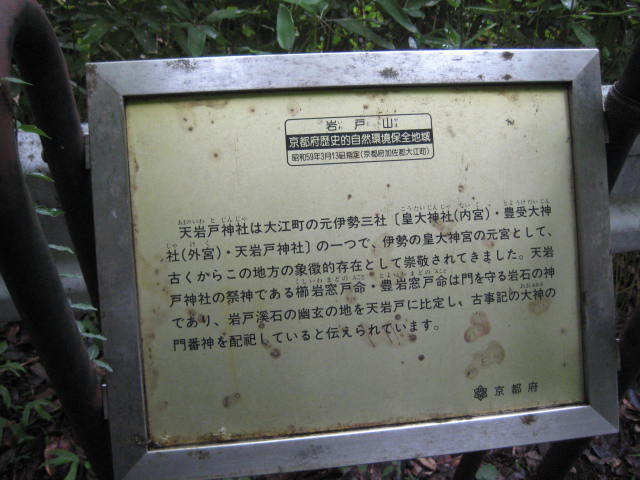 岩戸山
京都府歴史的自然環境保全地域
昭和59年3月13日指定(京都府加佐郡大江町)
天岩戸神社は大江町の元伊勢三社〔皇大神社(内宮)・豊受大神
社(外宮)・天岩戸神社〕の一つで、伊勢の皇大神宮の元宮として、
古くからこの地方の象徴的存在として崇敬されてきました。天岩
戸神社の祭神である櫛岩窓戸命・豊岩窓戸命は門を守る岩石の神
であり、岩戸溪石の幽玄の地を天岩戸に比定し、古事記の大神の
門番神を配祀していると伝えられています。
京都府